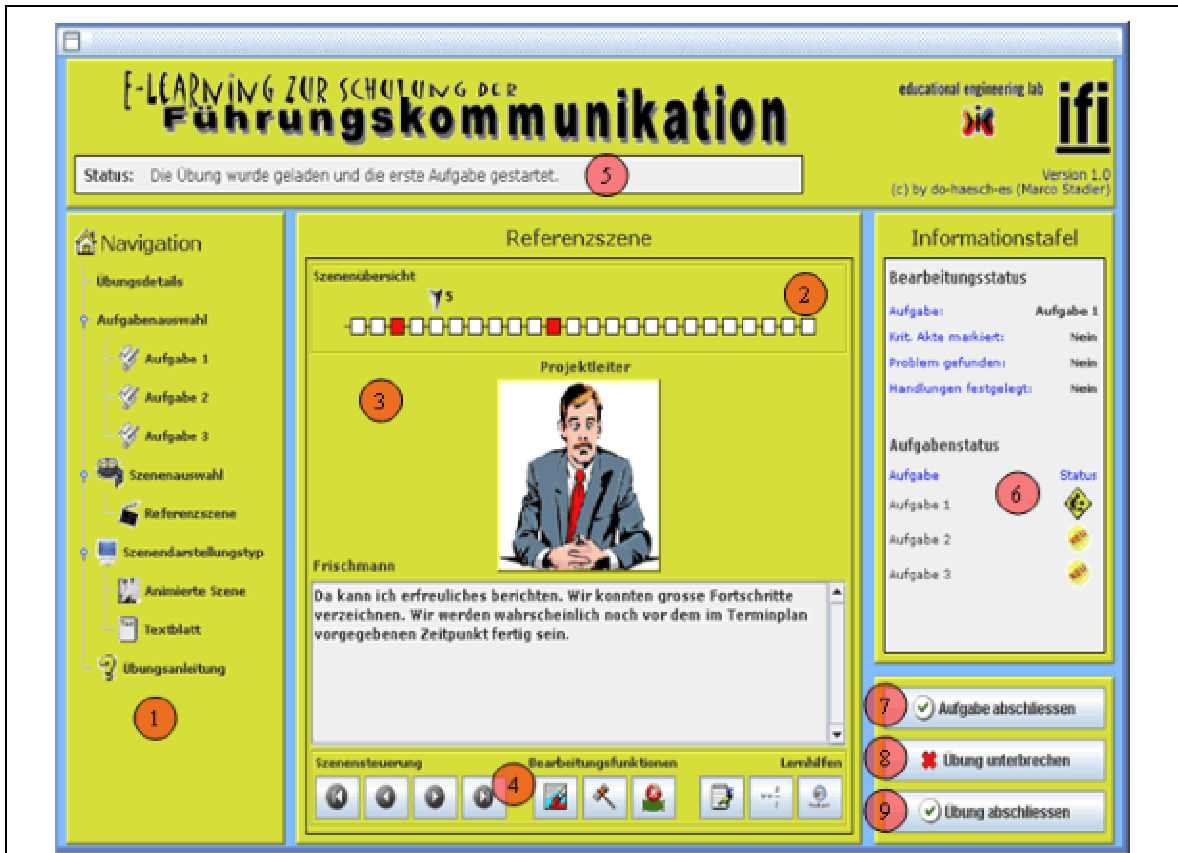 E-LEARNING ZUR SCHULUNG DER
Führungskommunikation
educational engineering lab
ifi
Status: Die Übung wurde geladen und die erste Aufgabe gestartet.
5
Version 1.0
(c) by do-haesch-es (Marco Stadler)
Navigation
Übungsdetails
Aufgabenauswahl
Aufgabe 1
Aufgabe 2
Aufgabe 3
Szenenauswahl
Referenzszene
Szenendarstellungstyp
Animierte Szene
Textblatt
Übungsanleitung
1
Referenzszene
Szenenübersicht
5
2
3
Projektleiter
Frischmann
Da kann ich erfreuliches berichten. Wir konnten grosse Fortschritte
verzeichnen. Wir werden wahrscheinlich noch vor dem im Terminplan
vorgegebenen Zeitpunkt fertig sein.
Szenensteuerung
4
Bearbeitungsfunktionen
Lernhilfen
Informationstafel
Bearbeitungsstatus
Aufgabe: Aufgabe 1
Krit. Akte markiert: Nein
Problem gefunden: Nein
Handlungen festgelegt: Nein
Aufgabenstatus
Aufgabe Status
6
Aufgabe 1
Aufgabe 2 NEU
Aufgabe 3 NEU
7 Aufgabe abschliessen
8 Übung unterbrechen
9 Übung abschliessen